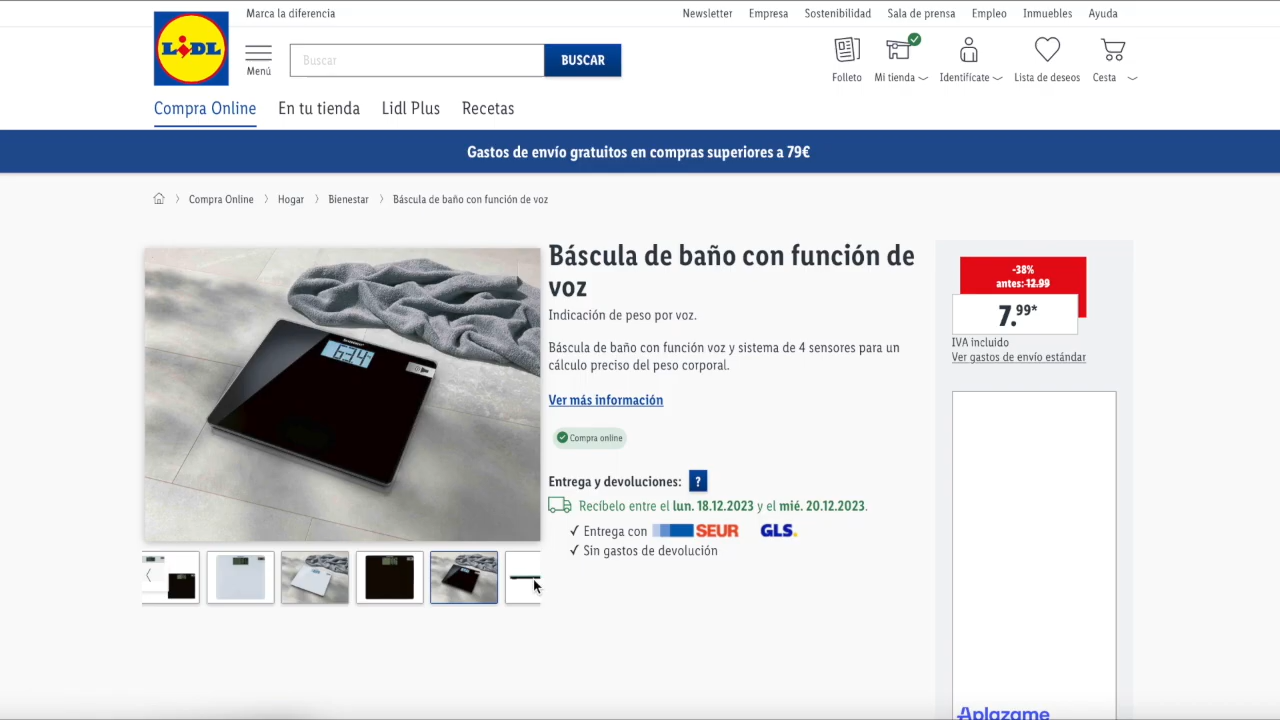 Marca la diferencia
Newsletter Empresa Sostenibilidad Sala de prensa Empleo Inmuebles Ayuda
LIDL
Menú
Buscar
BUSCAR
Folleto Mi tienda Identifícate Lista de deseos Cesta
Compra Online En tu tienda Lidl Plus Recetas
Gastos de envío gratuitos en compras superiores a 79€
Compra Online Hogar Bienestar Báscula de baño con función de voz
Báscula de baño con función de
voz
Indicación de peso por voz.
Báscula de baño con función voz y sistema de 4 sensores para un
cálculo preciso del peso corporal.
Ver más información
Compra online
Entrega y devoluciones: ?
Recíbelo entre el lun. 18.12.2023 y el mié. 20.12.2023.
✓ Entrega con SEUR GLS.
✓ Sin gastos de devolución
-38%
antes: 12.99
7.99*
IVA incluido
Ver gastos de envío estándar
Aplazame